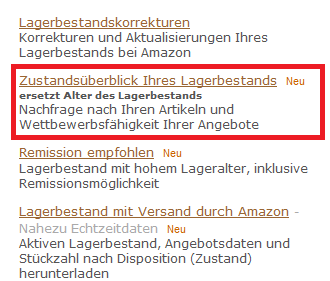 Lagerbestandskorrekturen
Korrekturen und Aktualisierungen Ihres
Lagerbestands bei Amazon
Zustandsüberblick Ihres Lagerbestands Neu
ersetzt Alter des Lagerbestands
Nachfrage nach Ihren Artikeln und
Wettbewerbsfähigkeit Ihrer Angebote
Remission empfohlen Neu
Lagerbestand mit hohem Lageralter, inklusive
Remissionsmöglichkeit
Lagerbestand mit Versand durch Amazon -
Nahezu Echtzeitdaten Neu
Aktiven Lagerbestand, Angebotsdaten und
Stückzahl nach Disposition (Zustand)
herunterladen